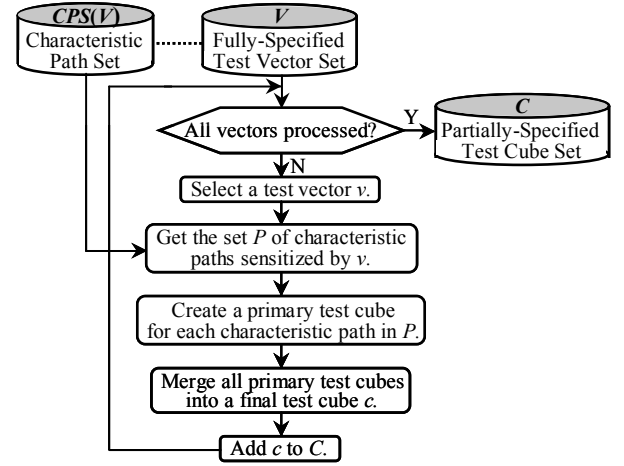 CPS(V)
Characteristic
Path Set
V
Fully-Specified
Test Vector Set
All vectors processed?
Y
C
Partially-Specified
Test Cube Set
N
Select a test vector v.
Get the set P of characteristic
paths sensitized by v.
Create a primary test cube
for each characteristic path in P.
Merge all primary test cubes
into a final test cube c.
Add c to C.